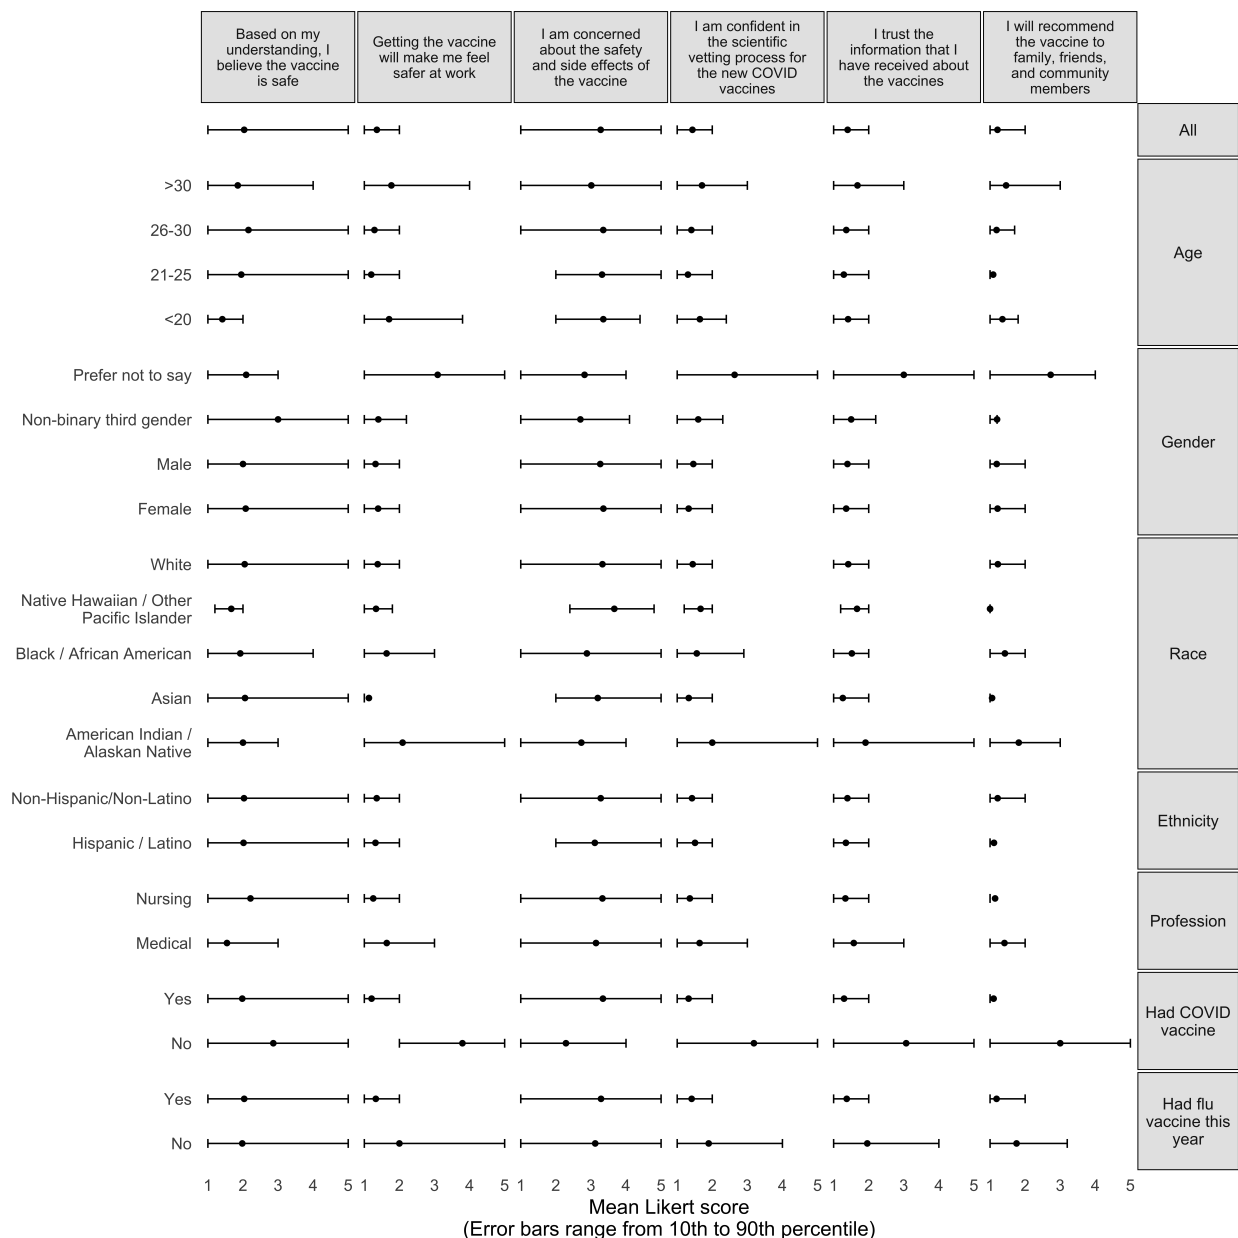 Based on my
understanding, I
believe the vaccine
is safe
Getting the vaccine
will make me feel
safer at work
I am concerned
about the safety
and side effects of
the vaccine
I am confident in
the scientific
vetting process for
the new COVID
vaccines
I trust the
information that I
have received about
the vaccines
I will recommend
the vaccine to
family, friends,
and community
members
All
>30
26-30
21-25
<20
Age
Prefer not to say
Non-binary third gender
Male
Female
Gender
White
Native Hawaiian / Other
Pacific Islander
Black / African American
Asian
American Indian /
Alaskan Native
Race
Non-Hispanic/Non-Latino
Hispanic / Latino
Ethnicity
Nursing
Medical
Profession
Yes
No
Had COVID
vaccine
Yes
No
Had flu
vaccine this
year
1 2 3 4 5 1 2 3 4 5 1 2 3 4 5 1 2 3 4 5 1 2 3 4 5 1 2 3 4 5
Mean Likert score
(Error bars range from 10th to 90th percentile)